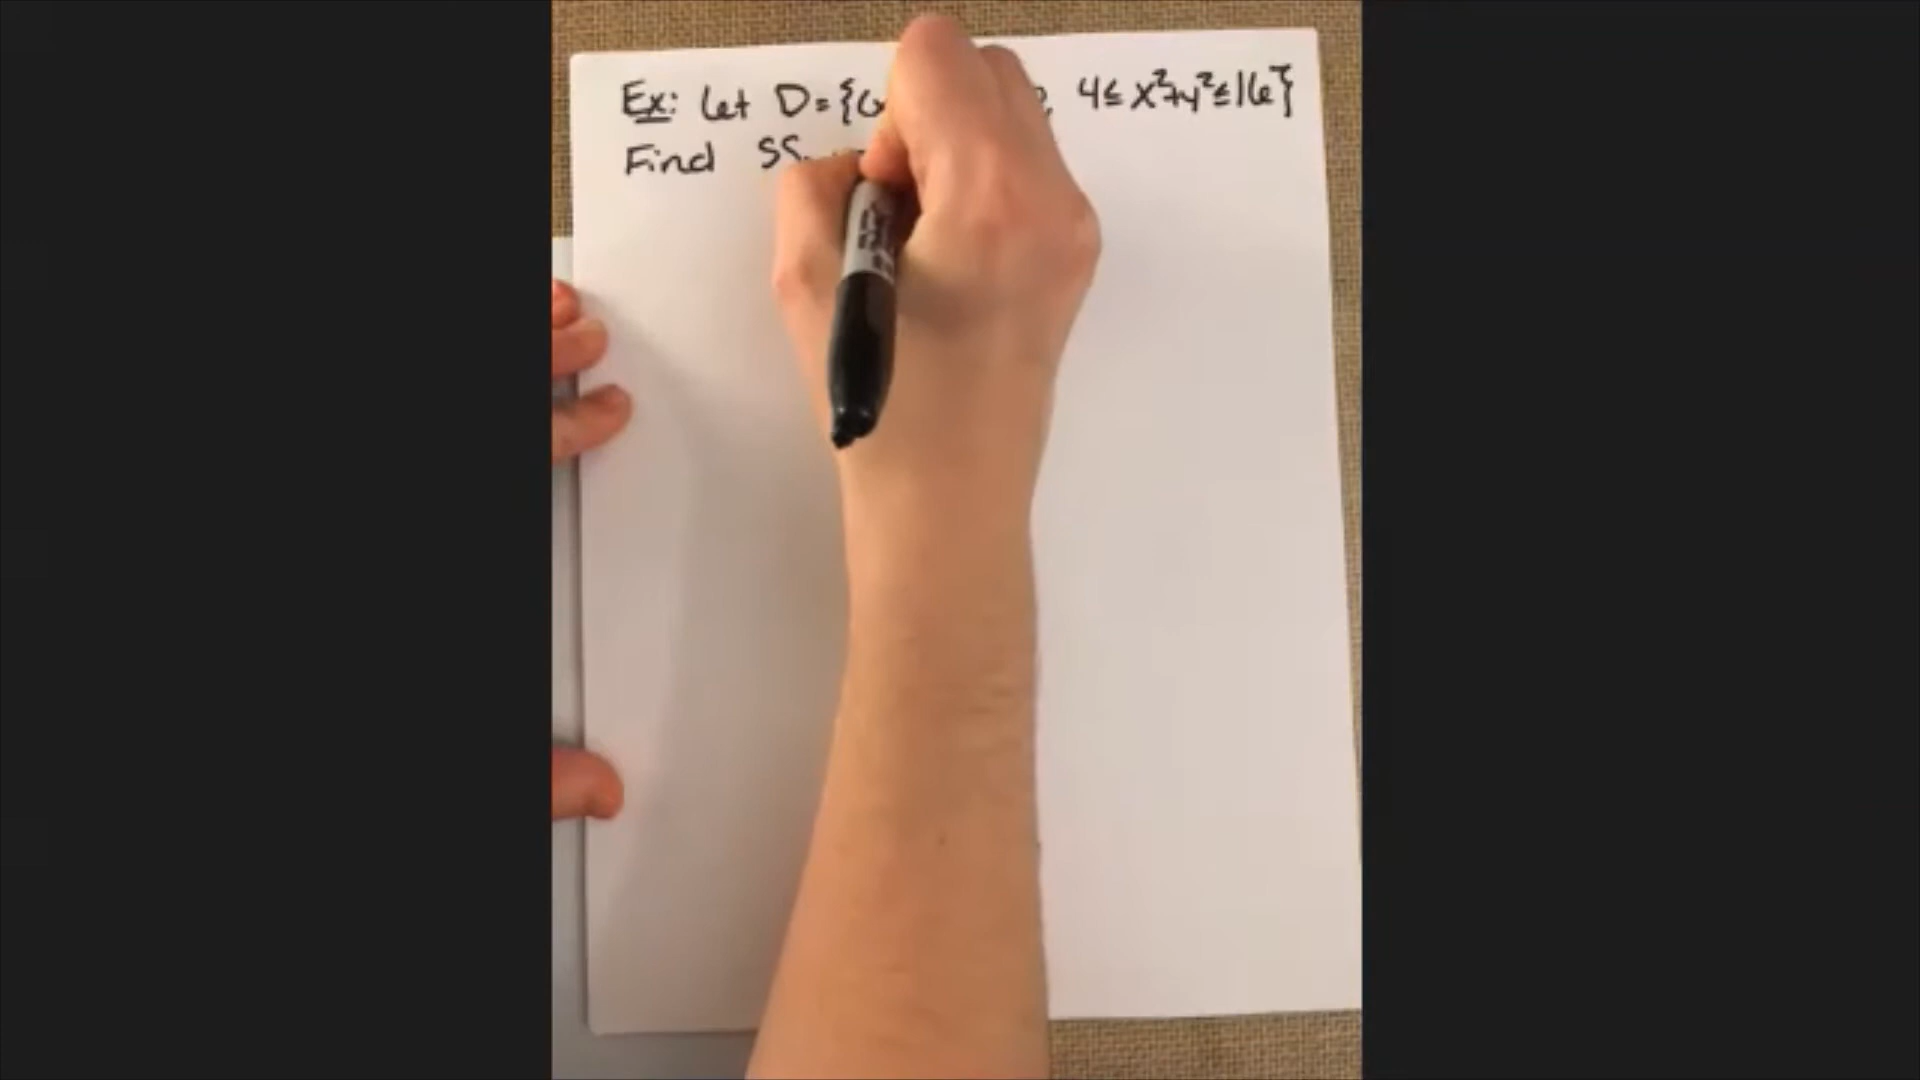 Ex: Let D={( 4≤x²+y²≤16}
Find SS